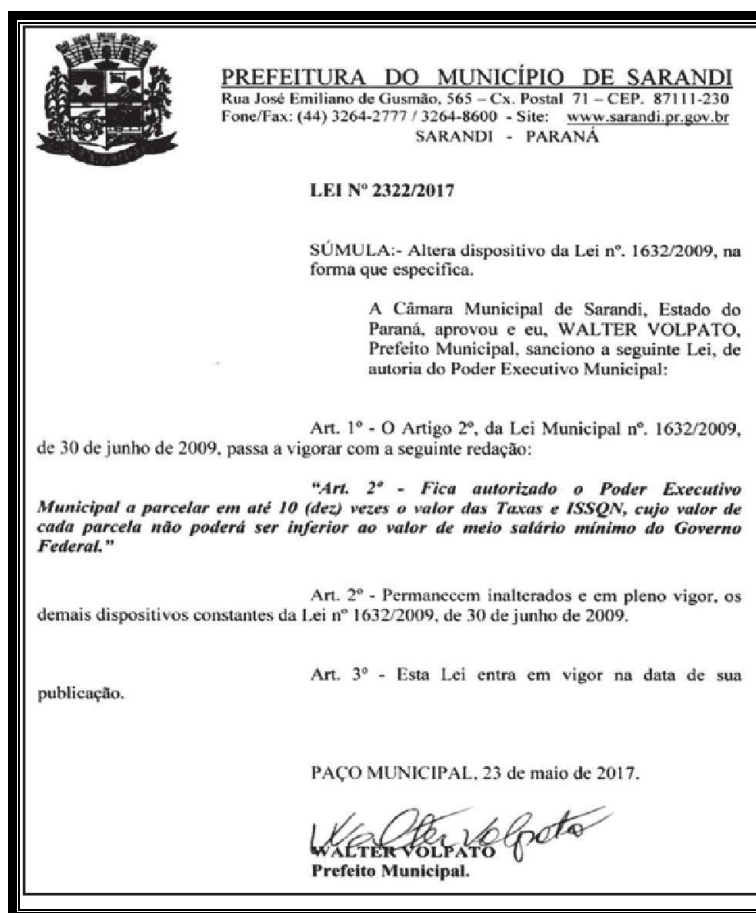 PREFEITURA DO MUNICÍPIO DE SARANDI
Rua José Emiliano de Gusmão, 565 – Cx. Postal 71 – CEP. 87111-230
Fone/Fax: (44) 3264-2777 / 3264-8600 - Site: www.sarandi.pr.gov.br
SARANDI - PARANÁ
LEI Nº 2322/2017
SÚMULA:- Altera dispositivo da Lei nº. 1632/2009, na
forma que especifica.
A Câmara Municipal de Sarandi, Estado do
Paraná, aprovou e eu, WALTER VOLPATO,
Prefeito Municipal, sanciono a seguinte Lei, de
autoria do Poder Executivo Municipal:
Art. 1º - O Artigo 2º, da Lei Municipal nº. 1632/2009,
de 30 de junho de 2009, passa a vigorar com a seguinte redação:
"Art. 2º - Fica autorizado o Poder Executivo
Municipal a parcelar em até 10 (dez) vezes o valor das Taxas e ISSQN, cujo valor de
cada parcela não poderá ser inferior ao valor de meio salário mínimo do Governo
Federal."
Art. 2º - Permanecem inalterados e em pleno vigor, os
demais dispositivos constantes da Lei nº 1632/2009, de 30 de junho de 2009.
Art. 3º - Esta Lei entra em vigor na data de sua
publicação.
PAÇO MUNICIPAL, 23 de maio de 2017.
Walter Volpato
WALTER VOLPATO
Prefeito Municipal.